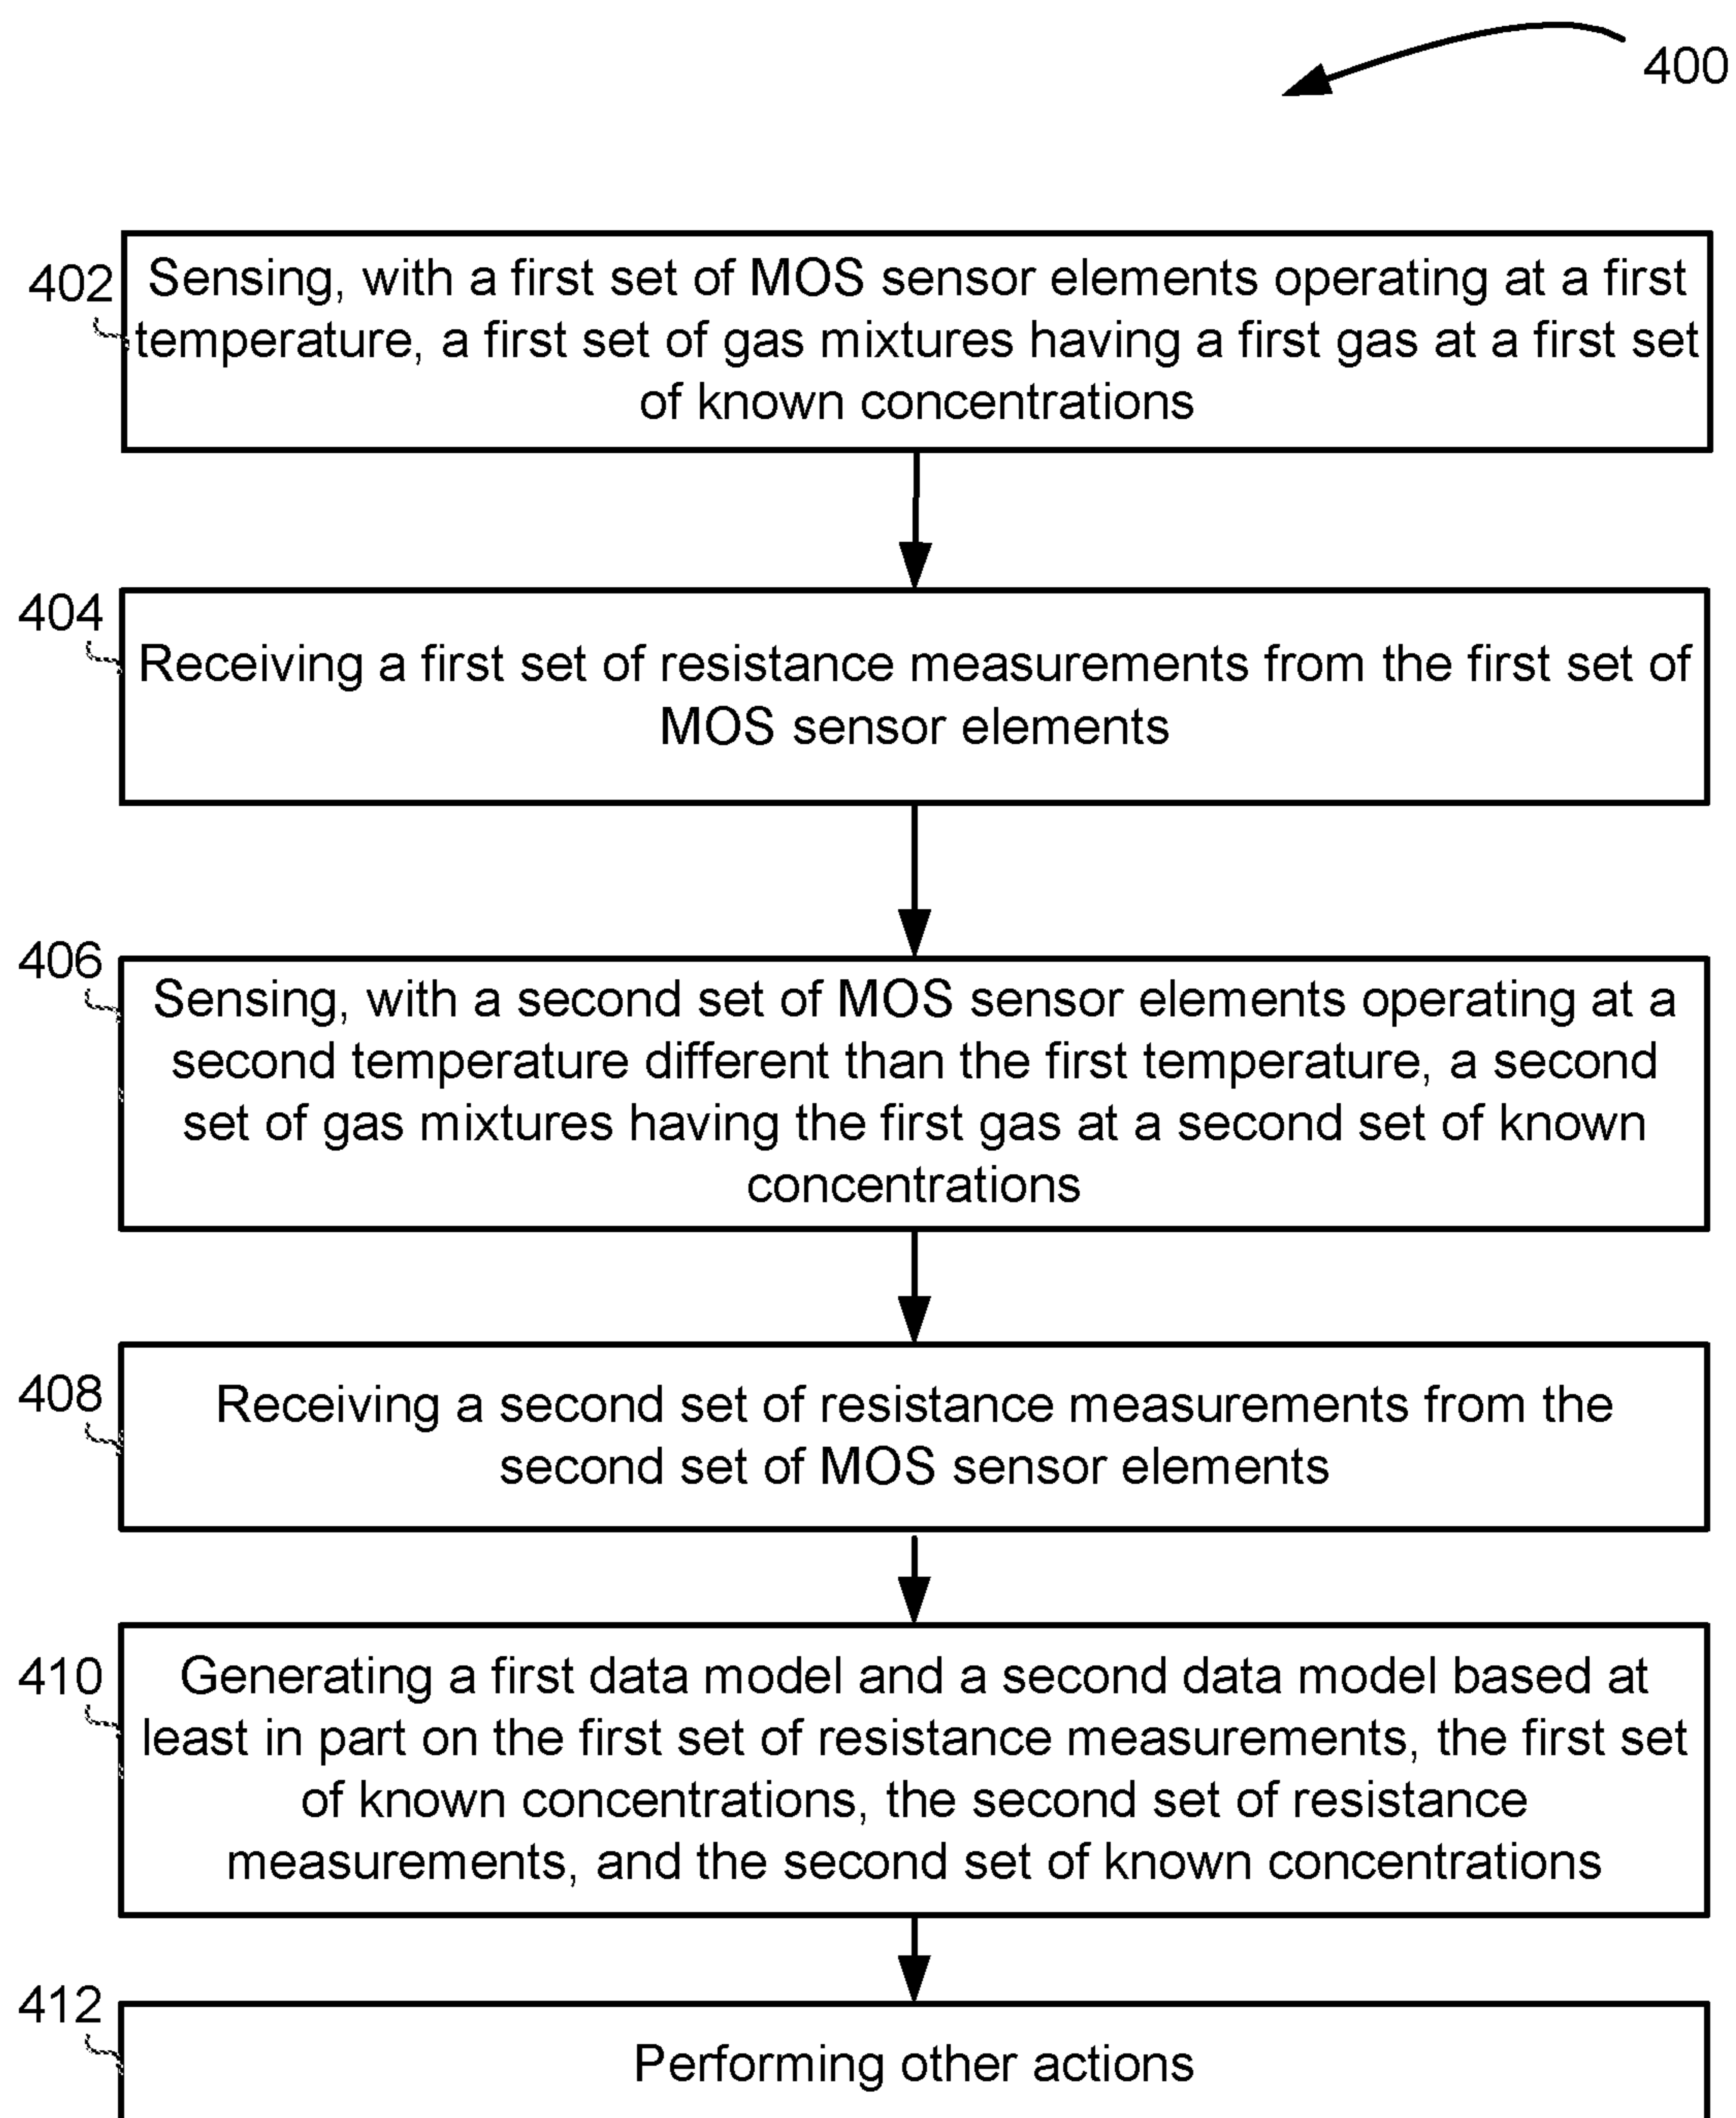 400
402
Sensing, with a first set of MOS sensor elements operating at a first
temperature, a first set of gas mixtures having a first gas at a first set
of known concentrations
404
Receiving a first set of resistance measurements from the first set of
MOS sensor elements
406
Sensing, with a second set of MOS sensor elements operating at a
second temperature different than the first temperature, a second
set of gas mixtures having the first gas at a second set of known
concentrations
408
Receiving a second set of resistance measurements from the
second set of MOS sensor elements
410
Generating a first data model and a second data model based at
least in part on the first set of resistance measurements, the first set
of known concentrations, the second set of resistance
measurements, and the second set of known concentrations
412
Performing other actions